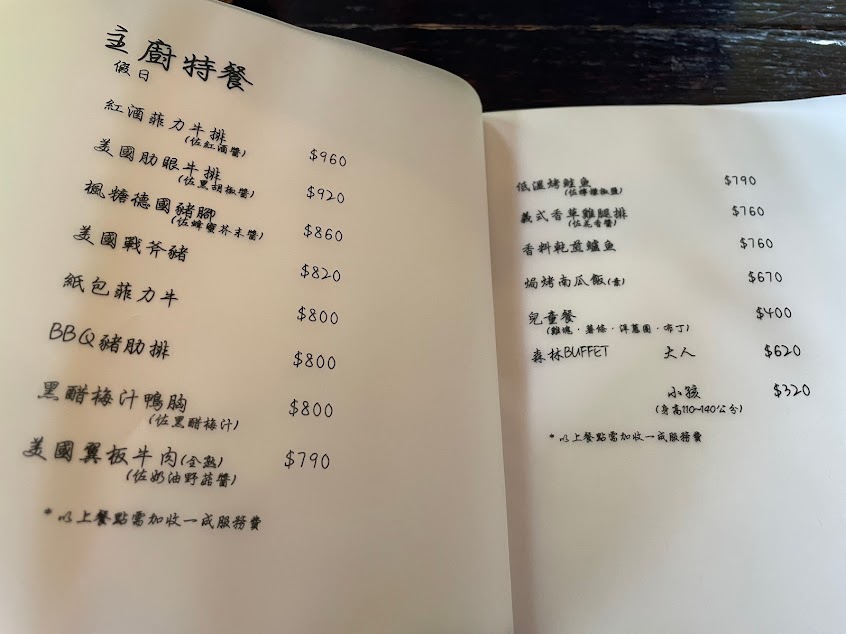 主廚特餐
假日
紅酒菲力牛排 $960
(佐紅酒醬)
美國肋眼牛排 $920
(佐黑胡椒醬)
楓糖德國豬腳 $860
(佐蜂蜜芥末醬)
美國戰斧豬 $820
紙包菲力牛 $800
BBQ豬肋排 $800
黑醋梅汁鴨胸 $800
(佐黑醋梅汁)
美國翼板牛肉(全熟) $790
(佐奶油野菇醬)
*以上餐點需加收一成服務費
低溫烤鮭魚 $790
(佐檸檬椒鹽)
義式香草雞腿排 $760
(佐花香醬)
香料乾煎鱸魚 $760
焗烤南瓜飯(素) $670
兒童餐 $400
(雞塊·薯條·洋蔥圈·布丁)
森林BUFFET 大人 $620
小孩 $320
(身高110~140公分)
*以上餐點需加收一成服務費